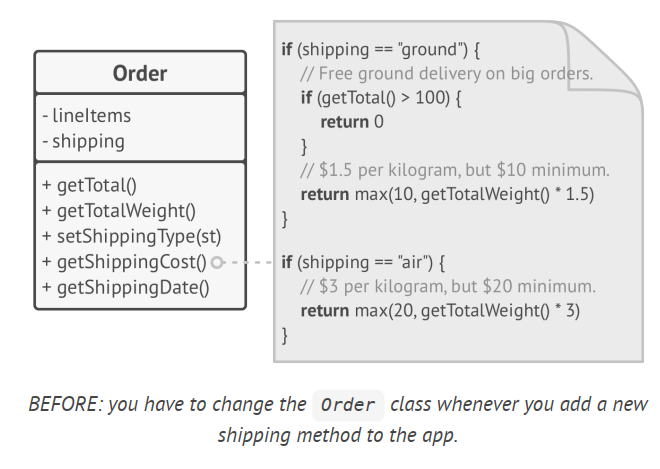 Order
- lineItems
- shipping
+ getTotal()
+ getTotalWeight()
+ setShippingType(st)
+ getShippingCost()
+ getShippingDate()
if (shipping == "ground") {
// Free ground delivery on big orders.
if (getTotal() > 100) {
return 0
}
// $1.5 per kilogram, but $10 minimum.
return max(10, getTotalWeight() * 1.5)
}
if (shipping == "air") {
// $3 per kilogram, but $20 minimum.
return max(20, getTotalWeight() * 3)
}
BEFORE: you have to change the Order class whenever you add a new
shipping method to the app.